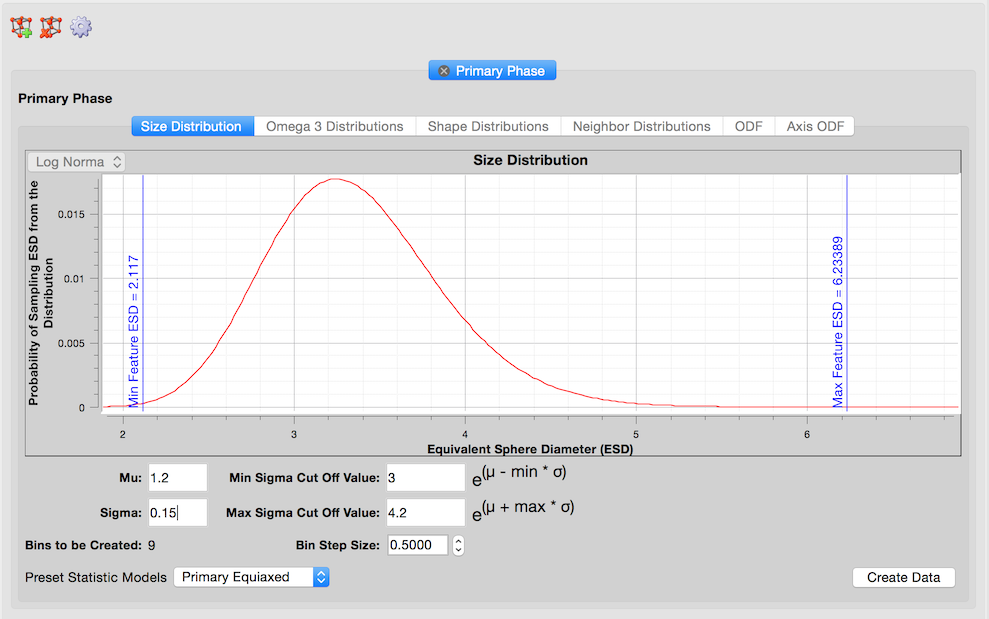 Primary Phase
Primary Phase
Size Distribution Omega 3 Distributions Shape Distributions Neighbor Distributions ODF Axis ODF
Log Norma
Size Distribution
Probability of Sampling ESD from the
Distribution
0.015
0.01
0.005
0
Min Feature ESD = 2.117
Max Feature ESD = 6.23389
2 3 4 5 6
Equivalent Sphere Diameter (ESD)
Mu: 1.2 Min Sigma Cut Off Value: 3 e(μ - min * σ)
Sigma: 0.15 Max Sigma Cut Off Value: 4.2 e(μ + max * σ)
Bins to be Created: 9 Bin Step Size: 0.5000
Preset Statistic Models Primary Equiaxed Create Data